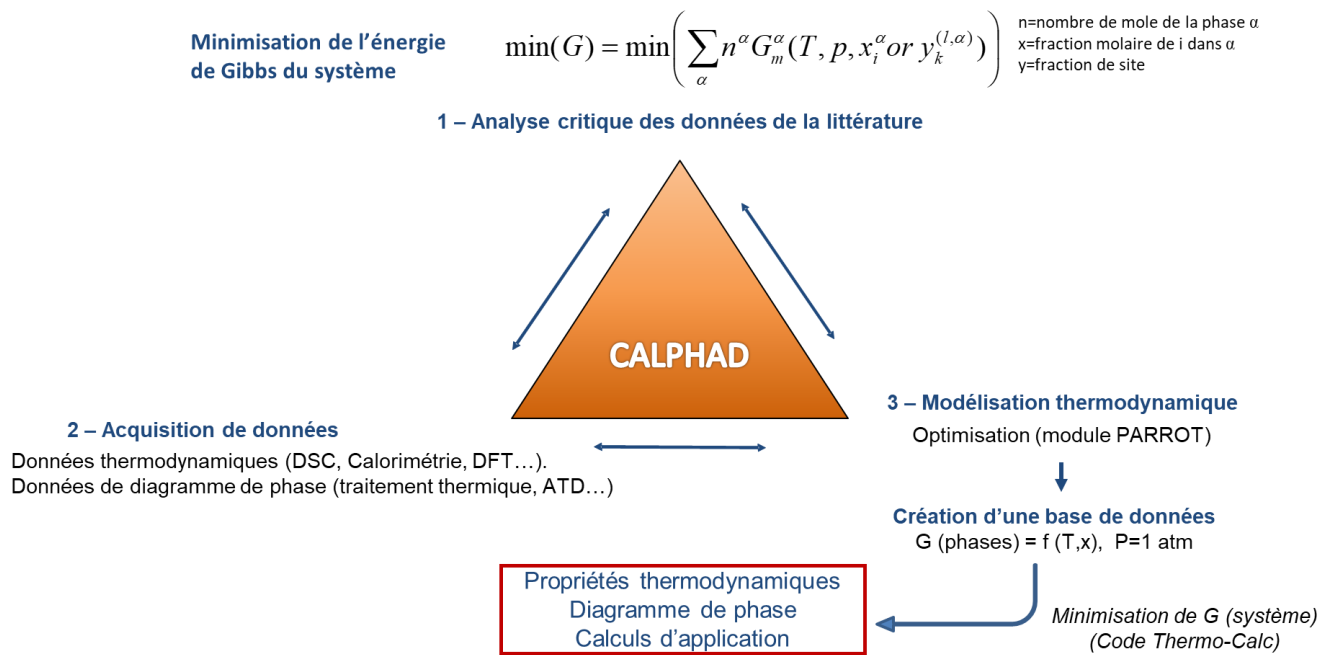 Minimisation de l'énergie
de Gibbs du système
min(G) = min(∑_α n^α G_m^α (T, p, x_i^α or y_k^(l,α)))
n=nombre de mole de la phase α
x=fraction molaire de i dans α
y=fraction de site
1 – Analyse critique des données de la littérature
CALPHAD
2 – Acquisition de données
Données thermodynamiques (DSC, Calorimétrie, DFT…).
Données de diagramme de phase (traitement thermique, ATD…)
3 – Modélisation thermodynamique
Optimisation (module PARROT)
Création d'une base de données
G (phases) = f (T,x), P=1 atm
Minimisation de G (système)
(Code Thermo-Calc)
Propriétés thermodynamiques
Diagramme de phase
Calculs d'application